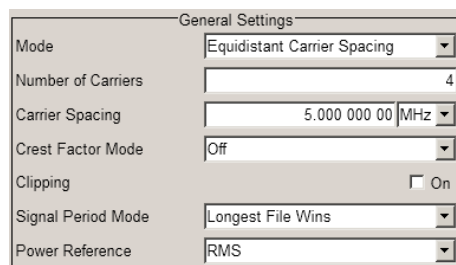 General Settings
Mode Equidistant Carrier Spacing
Number of Carriers 4
Carrier Spacing 5.000 000 00 MHz
Crest Factor Mode Off
Clipping On
Signal Period Mode Longest File Wins
Power Reference RMS